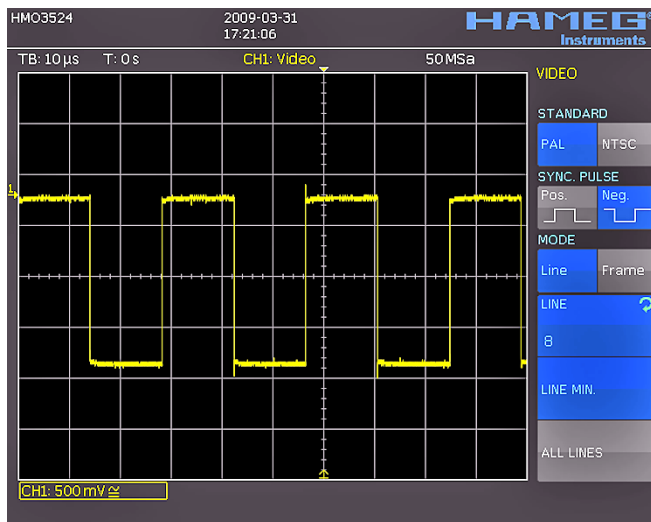 HMO3524
2009-03-31
17:21:06
HAMEG®
Instruments
TB: 10 µs T: 0 s CH1: Video 50 MSa
VIDEO
STANDARD
PAL NTSC
SYNC. PULSE
Pos. Neg.
MODE
Line Frame
LINE
8
LINE MIN.
ALL LINES
1
CH1: 500 mV ≅